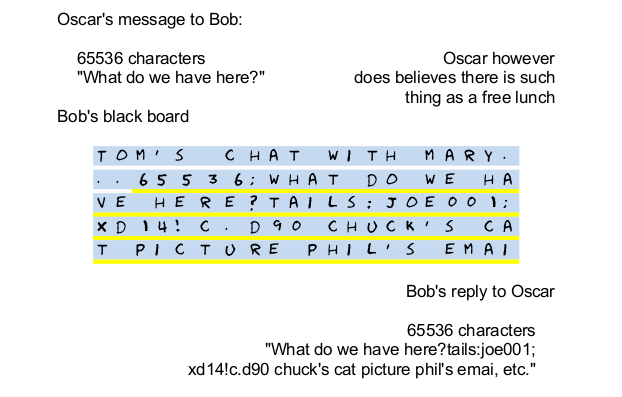 Oscar's message to Bob:
65536 characters
"What do we have here?"
Oscar however
does believes there is such
thing as a free lunch
Bob's black board
TOM'S CHAT WITH MARY.
..65536;WHAT DO WE HA
VE HERE?TAILS:JOE001;
XD14!C.D90 CHUCK'S CA
T PICTURE PHIL'S EMAI
Bob's reply to Oscar
65536 characters
"What do we have here?tails:joe001;
xd14!c.d90 chuck's cat picture phil's emai, etc."